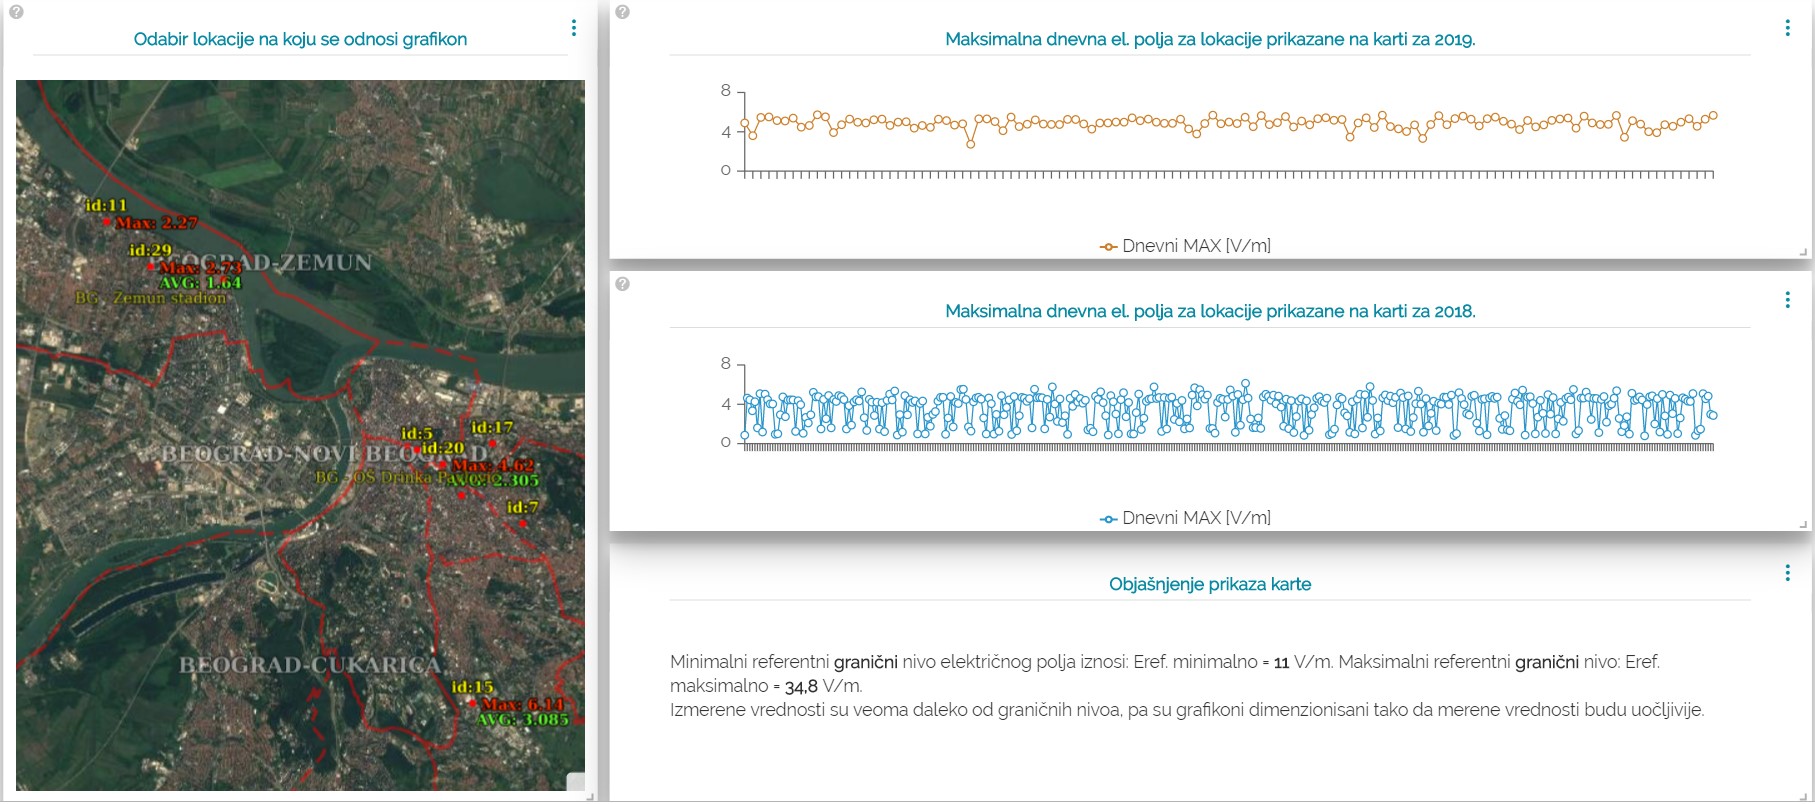 Odabir lokacije na koju se odnosi grafikon
id:11
Max: 2.27
id:29
BEOGRAD-ZEMUN
Max: 2.73
AVG: 1.64
BG - Zemun stadion
id:5
id:17
id:20
BEOGRAD-NOVI BEOGRAD
Max: 4.62
BG - OŠ Drinka Pavlović
AVG: 2.305
id:7
BEOGRAD-CUKARICA
id:15
Max: 6.14
AVG: 3.085
Maksimalna dnevna el. polja za lokacije prikazane na karti za 2019.
8
4
0
Dnevni MAX [V/m]
Maksimalna dnevna el. polja za lokacije prikazane na karti za 2018.
8
4
0
Dnevni MAX [V/m]
Objašnjenje prikaza karte
Minimalni referentni granični nivo električnog polja iznosi: Eref. minimalno = 11 V/m. Maksimalni referentni granični nivo: Eref.
maksimalno = 34,8 V/m.
Izmerene vrednosti su veoma daleko od graničnih nivoa, pa su grafikoni dimenzionisani tako da merene vrednosti budu uočljivije.